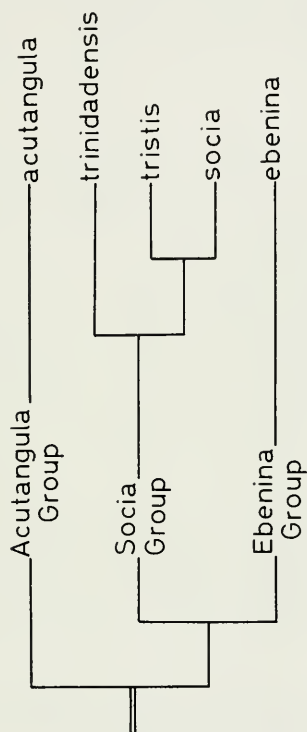 Acutangula
Group
acutangula
Socia
Group
trinidadensis
tristis
socia
Ebenina
Group
ebenina